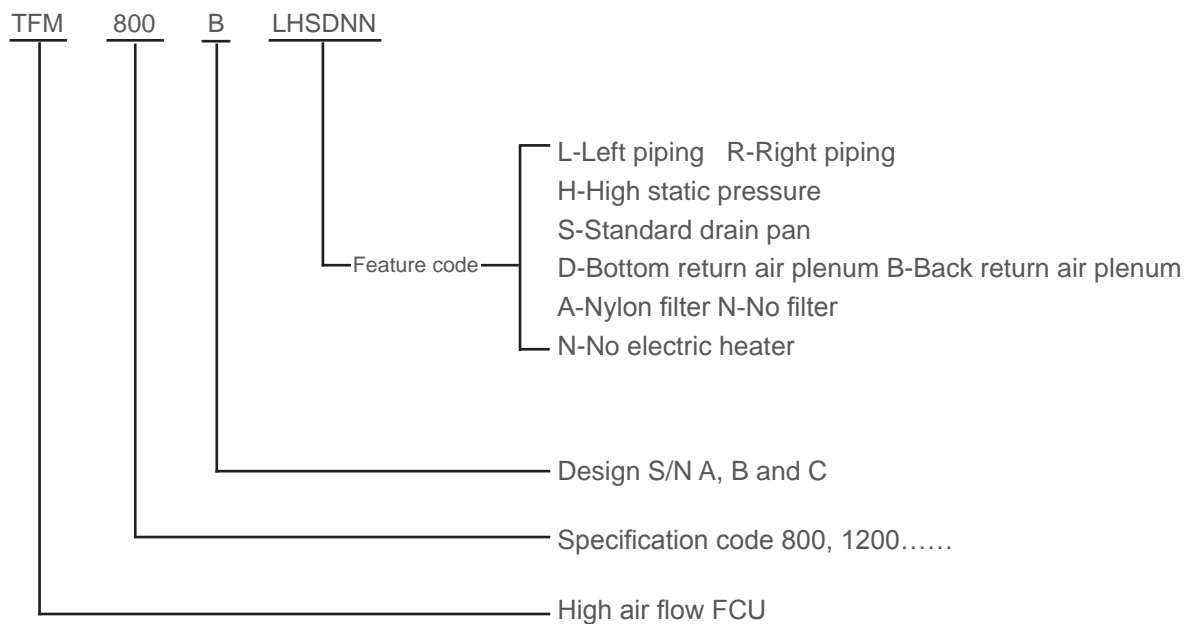 TFM 800 B LHSDNN
L-Left piping R-Right piping
H-High static pressure
S-Standard drain pan
Feature code
D-Bottom return air plenum B-Back return air plenum
A-Nylon filter N-No filter
N-No electric heater
Design S/N A, B and C
Specification code 800, 1200……
High air flow FCU